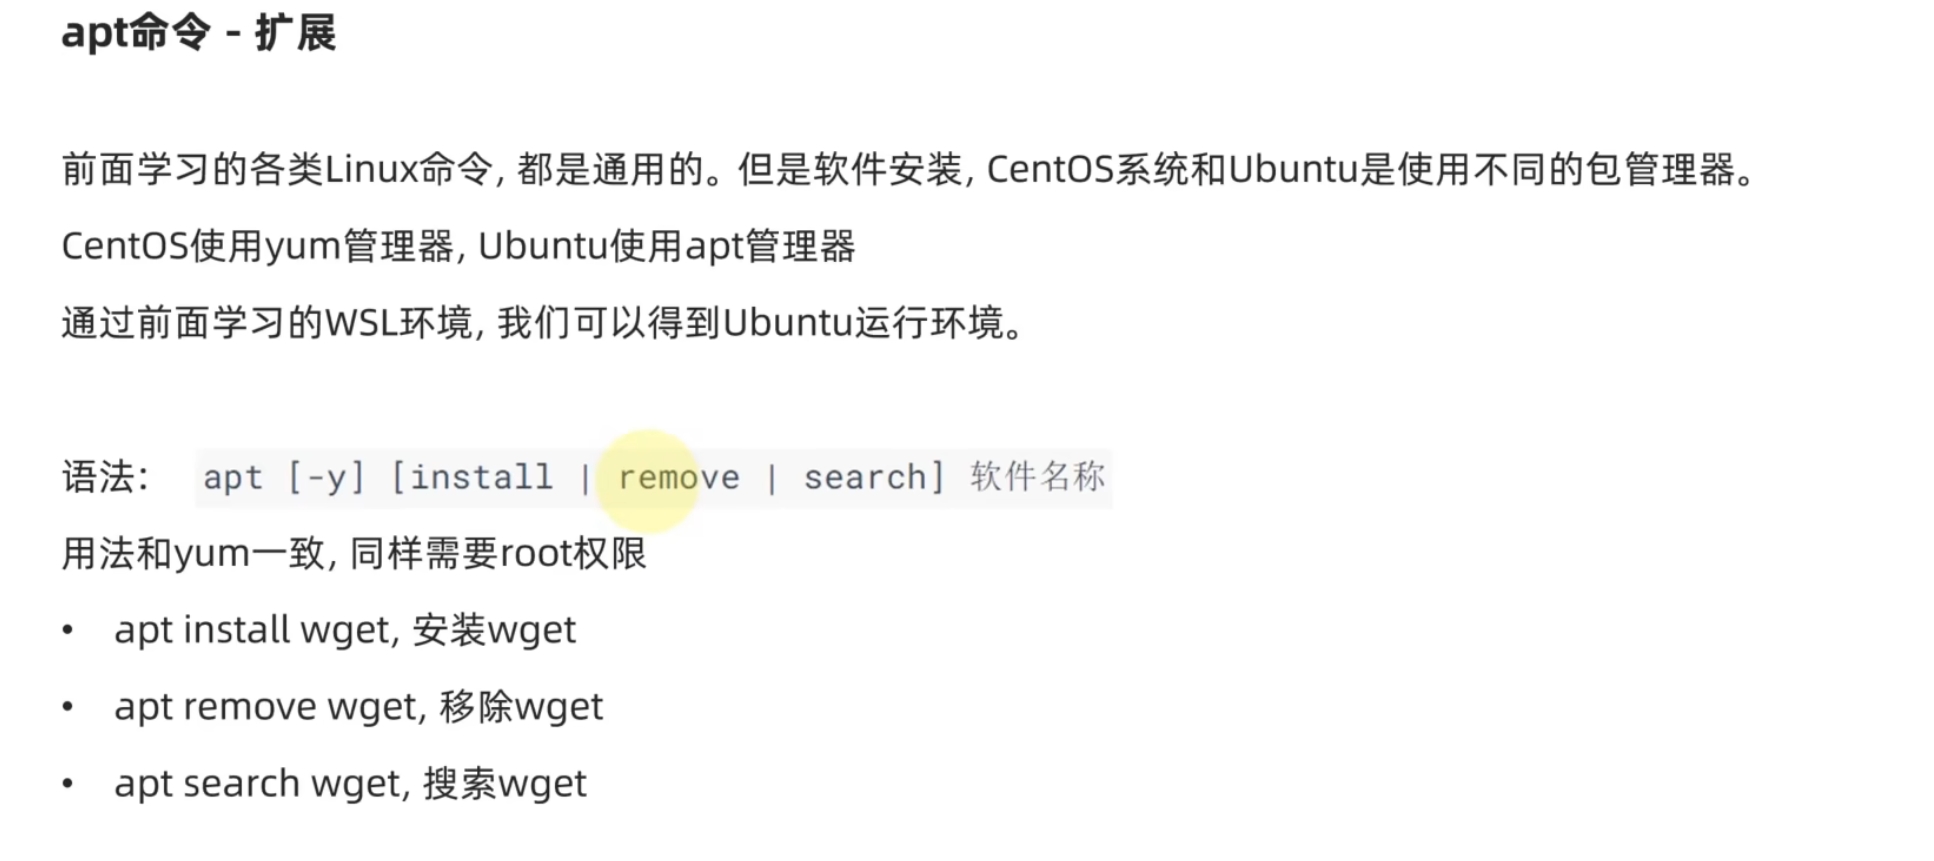 apt命令 - 扩展
前面学习的各类Linux命令, 都是通用的。但是软件安装, CentOS系统和Ubuntu是使用不同的包管理器。
CentOS使用yum管理器, Ubuntu使用apt管理器
通过前面学习的WSL环境, 我们可以得到Ubuntu运行环境。
语法： apt [-y] [install | remove | search] 软件名称
用法和yum一致, 同样需要root权限
• apt install wget, 安装wget
• apt remove wget, 移除wget
• apt search wget, 搜索wget